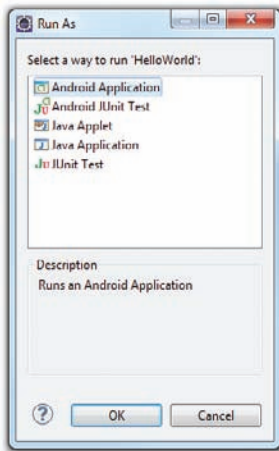 Run As
Select a way to run 'HelloWorld':
Android Application
Android JUnit Test
Java Applet
Java Application
JUnit Test
Description
Runs an Android Application
?
OK
Cancel